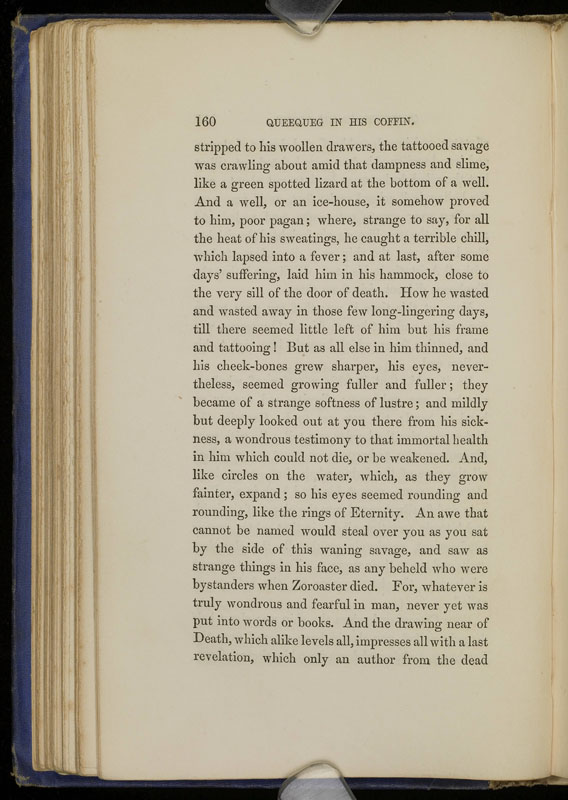 160 QUEEQUEG IN HIS COFFIN.
stripped to his woollen drawers, the tattooed savage
was crawling about amid that dampness and slime,
like a green spotted lizard at the bottom of a well.
And a well, or an ice-house, it somehow proved
to him, poor pagan; where, strange to say, for all
the heat of his sweatings, he caught a terrible chill,
which lapsed into a fever; and at last, after some
days' suffering, laid him in his hammock, close to
the very sill of the door of death. How he wasted
and wasted away in those few long-lingering days,
till there seemed little left of him but his frame
and tattooing! But as all else in him thinned, and
his cheek-bones grew sharper, his eyes, never-
theless, seemed growing fuller and fuller; they
became of a strange softness of lustre; and mildly
but deeply looked out at you there from his sick-
ness, a wondrous testimony to that immortal health
in him which could not die, or be weakened. And,
like circles on the water, which, as they grow
fainter, expand; so his eyes seemed rounding and
rounding, like the rings of Eternity. An awe that
cannot be named would steal over you as you sat
by the side of this waning savage, and saw as
strange things in his face, as any beheld who were
bystanders when Zoroaster died. For, whatever is
truly wondrous and fearful in man, never yet was
put into words or books. And the drawing near of
Death, which alike levels all, impresses all with a last
revelation, which only an author from the dead